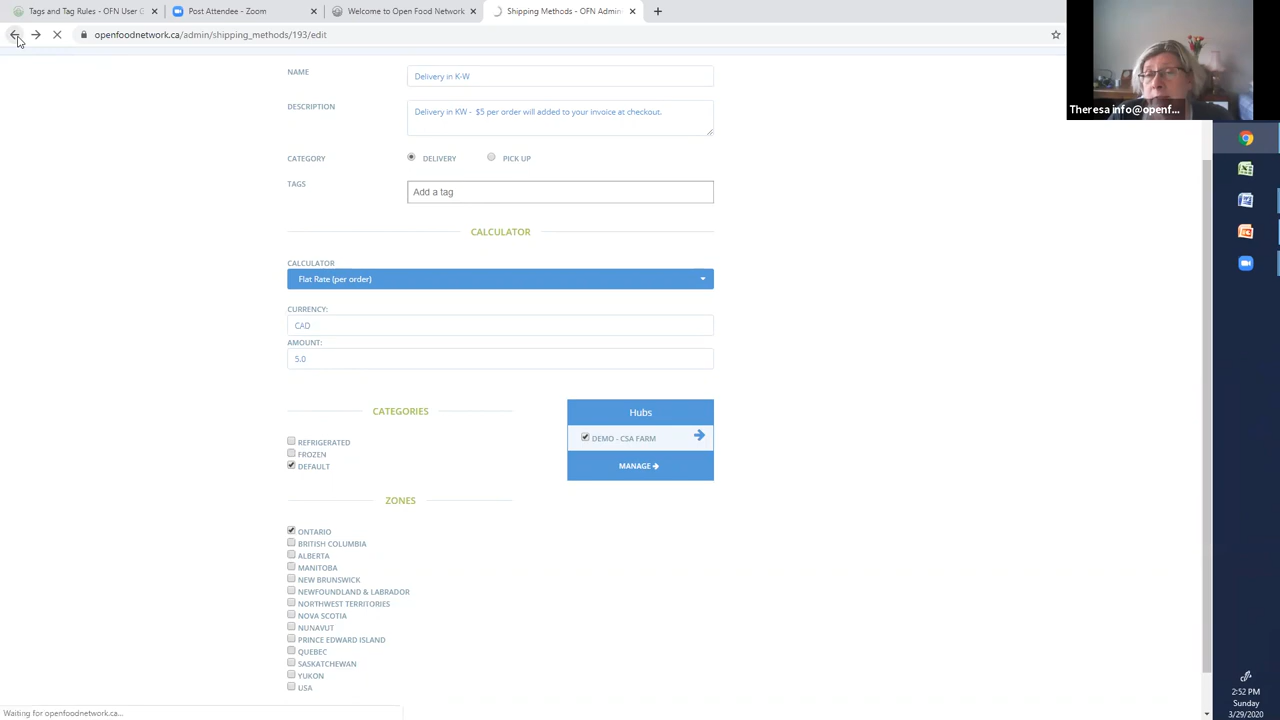 Tags and Tag Rules - OFN User G
Post Attendee - Zoom
Welcome to Open Food Network
Shipping Methods - OFN Admin
openfoodnetwork.ca/admin/shipping_methods/193/edit
Theresa info@openf...
NAME
Delivery in K-W
DESCRIPTION
Delivery in KW - $5 per order will added to your invoice at checkout.
CATEGORY
DELIVERY
PICK UP
TAGS
Add a tag
CALCULATOR
CALCULATOR
Flat Rate (per order)
CURRENCY:
CAD
AMOUNT:
5.0
CATEGORIES
REFRIGERATED
FROZEN
DEFAULT
Hubs
DEMO - CSA FARM
MANAGE
ZONES
ONTARIO
BRITISH COLUMBIA
ALBERTA
MANITOBA
NEW BRUNSWICK
NEWFOUNDLAND & LABRADOR
NORTHWEST TERRITORIES
NOVA SCOTIA
NUNAVUT
PRINCE EDWARD ISLAND
QUEBEC
SASKATCHEWAN
YUKON
USA
Waiting for openfoodnetwork.ca...
2:52 PM
Sunday
3/29/2020